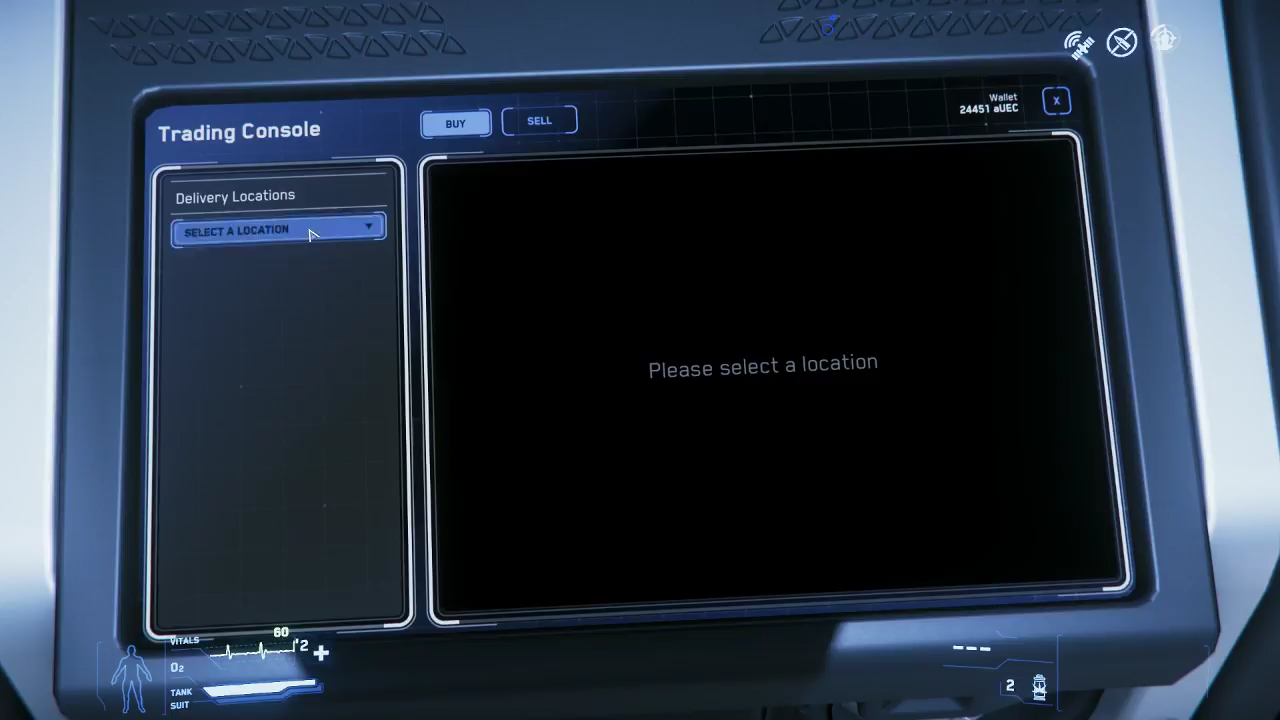 Trading Console
BUY
SELL
Wallet
24451 aUEC
X
Delivery Locations
SELECT A LOCATION
Please select a location
VITALS
60
O2
TANK
SUIT
---
2